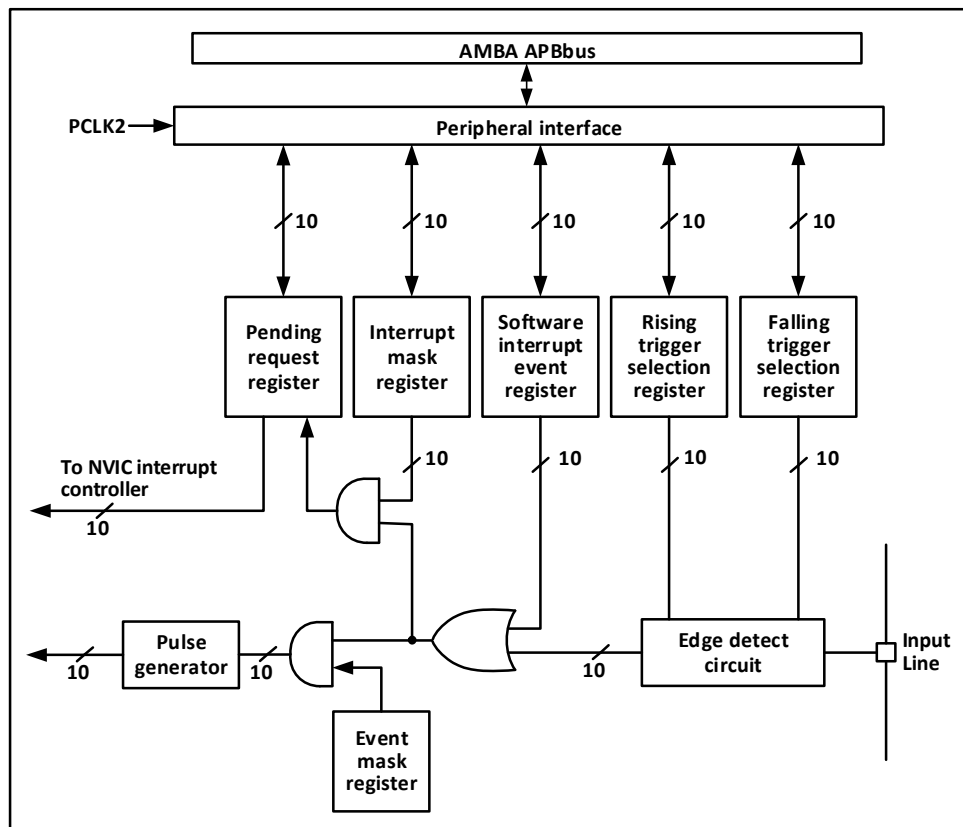 AMBA APBbus
PCLK2
Peripheral interface
10 10 10 10 10
Pending
request
register
Interrupt
mask
register
Software
interrupt
event
register
Rising
trigger
selection
register
Falling
trigger
selection
register
10 10 10 10
To NVIC interrupt
controller
10
Pulse
generator
10
10
10
Edge detect
circuit
Input
Line
Event
mask
register